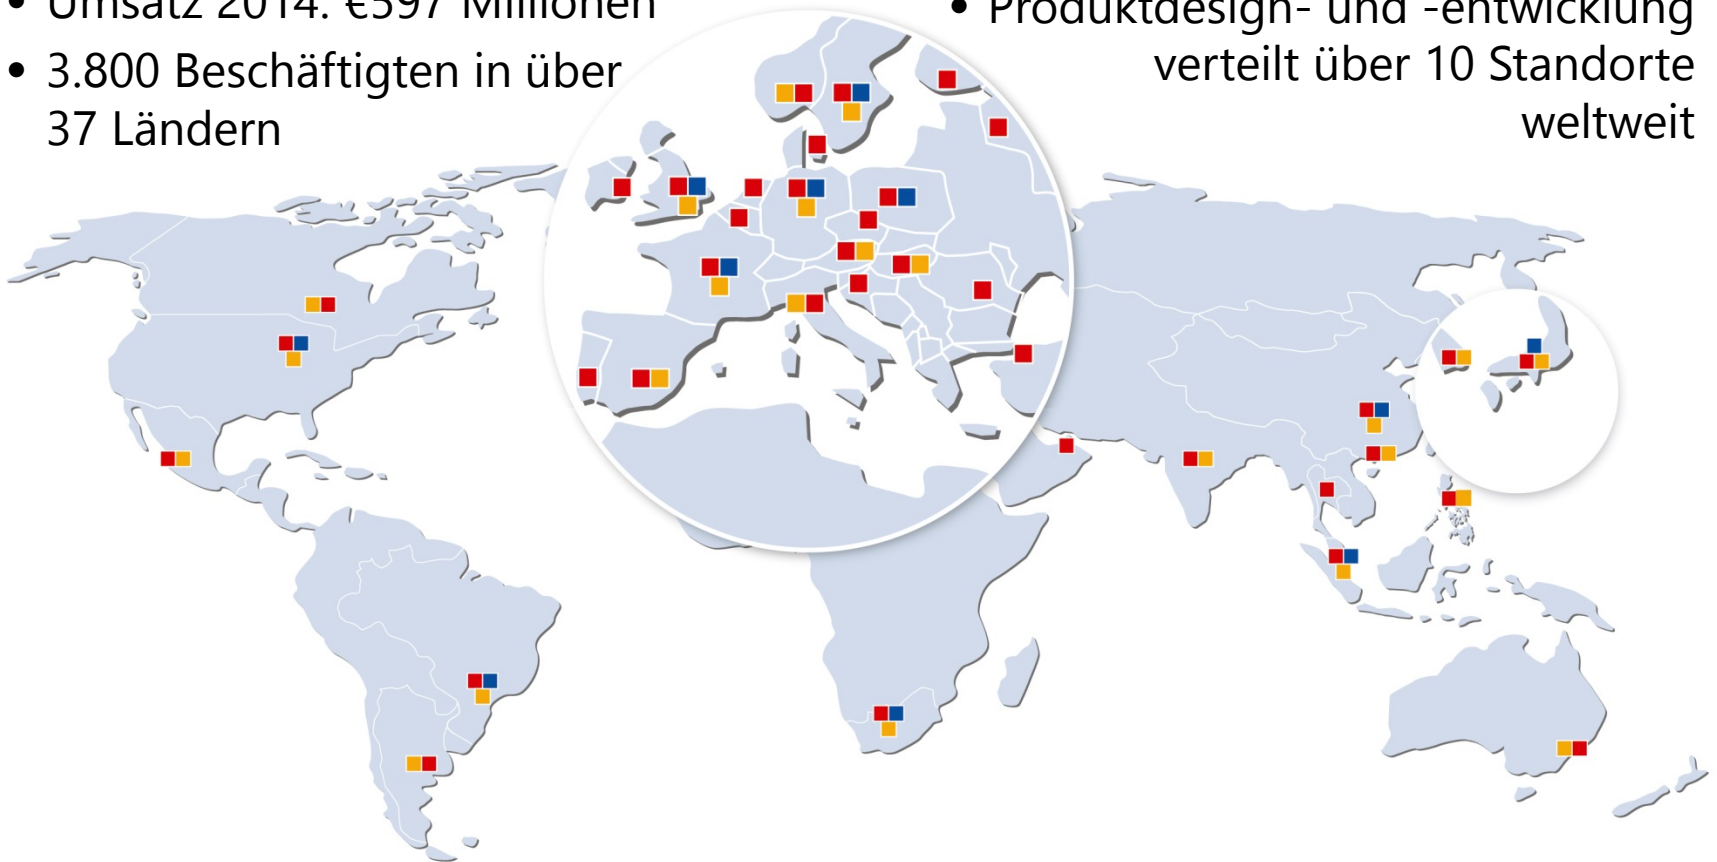 • Umsatz 2014: €597 Millionen
• 3.800 Beschäftigten in über
37 Ländern
• Produktdesign- und -entwicklung
verteilt über 10 Standorte
weltweit